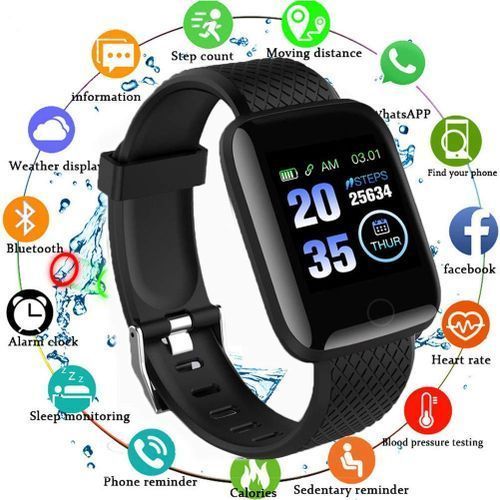 Step count
Moving distance
information
whatsAPP
Weather display
Find your phone
AM 03.01
20
STEPS
25634
35
THUR
Bluetooth
facebook
Alarm clock
Heart rate
Sleep monitoring
Blood pressure testing
Phone reminder
Calories
Sedentary reminder